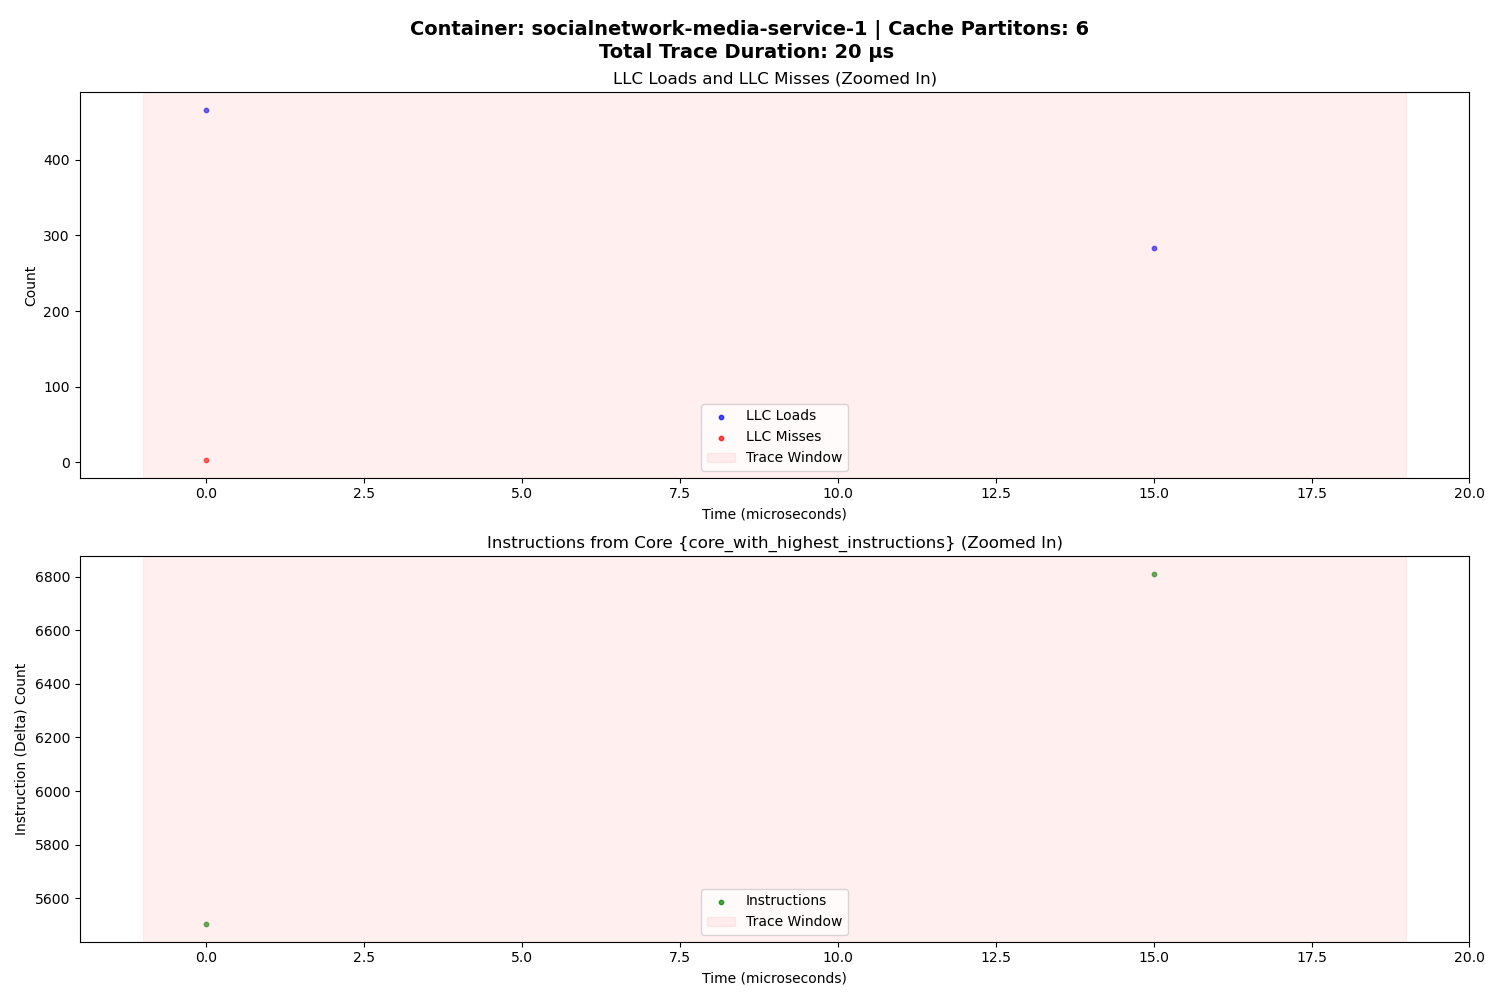 Container: socialnetwork-media-service-1 | Cache Partitons: 6
Total Trace Duration: 20 µs
LLC Loads and LLC Misses (Zoomed In)
Count
400
300
200
100
0
LLC Loads
LLC Misses
Trace Window
0.0 2.5 5.0 7.5 10.0 12.5 15.0 17.5 20.0
Time (microseconds)
Instructions from Core {core_with_highest_instructions} (Zoomed In)
Instruction (Delta) Count
6800
6600
6400
6200
6000
5800
5600
Instructions
Trace Window
0.0 2.5 5.0 7.5 10.0 12.5 15.0 17.5 20.0
Time (microseconds)